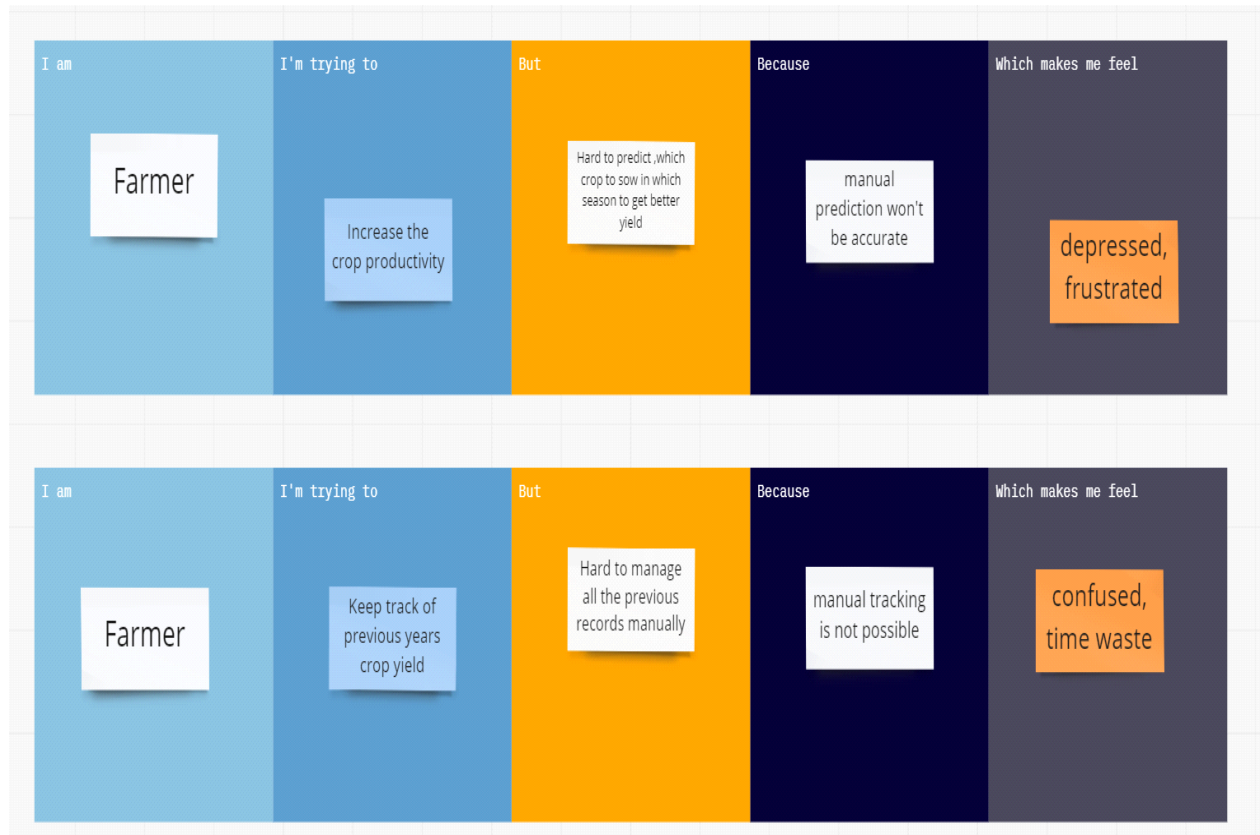 I am
I'm trying to
But
Because
Which makes me feel
Farmer
Increase the
crop productivity
Hard to predict ,which
crop to sow in which
season to get better
yield
manual
prediction won't
be accurate
depressed,
frustrated
I am
I'm trying to
But
Because
Which makes me feel
Farmer
Keep track of
previous years
crop yield
Hard to manage
all the previous
records manually
manual tracking
is not possible
confused,
time waste